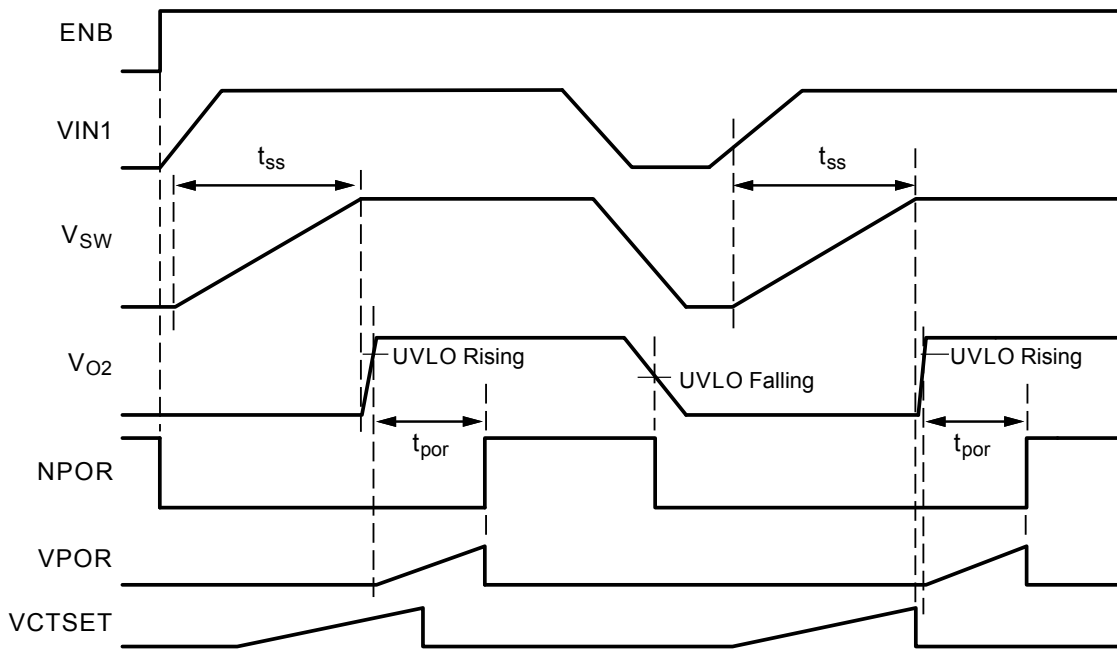 ENB
VIN1
tss
tss
VSW
VO2
UVLO Rising
UVLO Falling
UVLO Rising
tpor
tpor
NPOR
VPOR
VCTSET